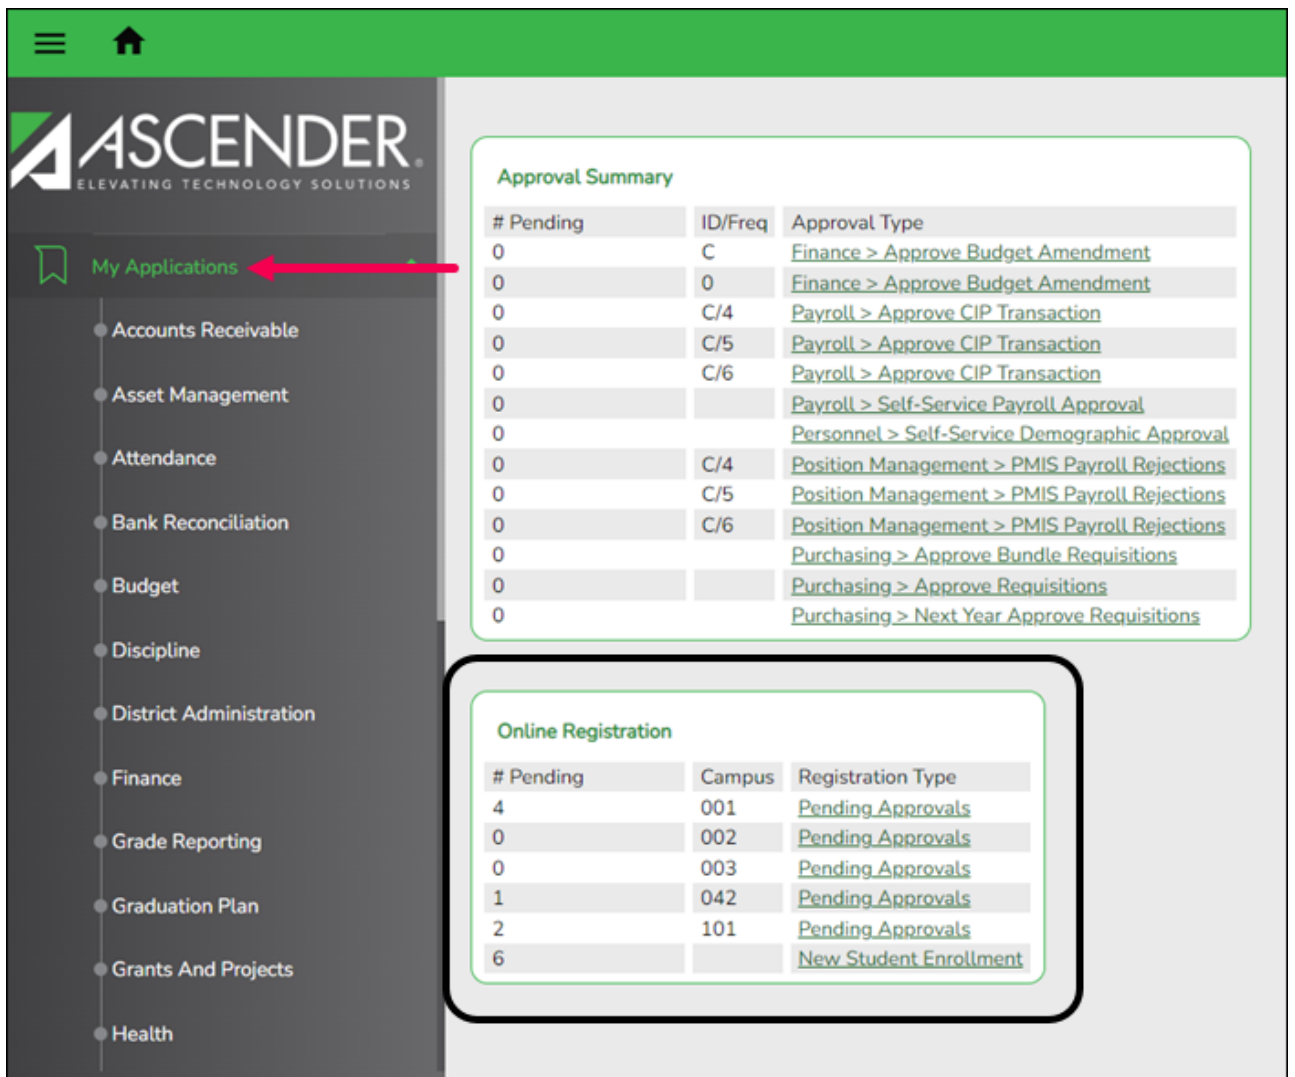 ASCENDER®
ELEVATING TECHNOLOGY SOLUTIONS
My Applications
Accounts Receivable
Asset Management
Attendance
Bank Reconciliation
Budget
Discipline
District Administration
Finance
Grade Reporting
Graduation Plan
Grants And Projects
Health
Approval Summary
# Pending ID/Freq Approval Type
0 C Finance > Approve Budget Amendment
0 0 Finance > Approve Budget Amendment
0 C/4 Payroll > Approve CIP Transaction
0 C/5 Payroll > Approve CIP Transaction
0 C/6 Payroll > Approve CIP Transaction
0 Payroll > Self-Service Payroll Approval
0 Personnel > Self-Service Demographic Approval
0 C/4 Position Management > PMIS Payroll Rejections
0 C/5 Position Management > PMIS Payroll Rejections
0 C/6 Position Management > PMIS Payroll Rejections
0 Purchasing > Approve Bundle Requisitions
0 Purchasing > Approve Requisitions
0 Purchasing > Next Year Approve Requisitions
Online Registration
# Pending Campus Registration Type
4 001 Pending Approvals
0 002 Pending Approvals
0 003 Pending Approvals
1 042 Pending Approvals
2 101 Pending Approvals
6 New Student Enrollment